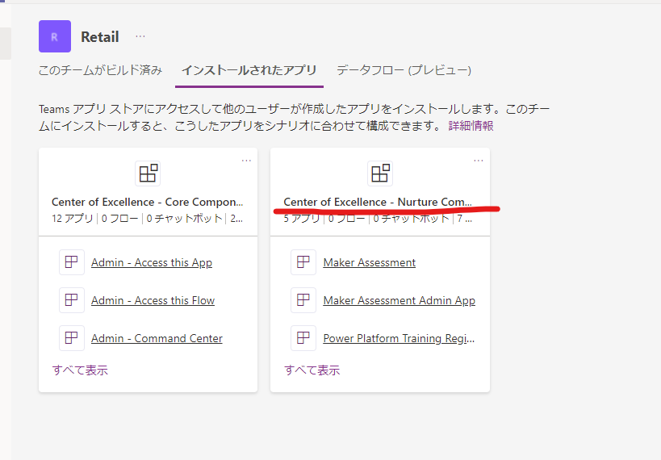 R Retail ...
このチームがビルド済み インストールされたアプリ データフロー (プレビュー)
Teams アプリ ストアにアクセスして他のユーザーが作成したアプリをインストールします。このチー
ムにインストールすると、こうしたアプリをシナリオに合わせて構成できます。 詳細情報
Center of Excellence - Core Compon...
12 アプリ | 0 フロー | 0 チャットボット | 2...
Admin - Access this App
Admin - Access this Flow
Admin - Command Center
すべて表示
Center of Excellence - Nurture Com...
5 アプリ | 0 フロー | 0 チャットボット | 7 ...
Maker Assessment
Maker Assessment Admin App
Power Platform Training Regi...
すべて表示